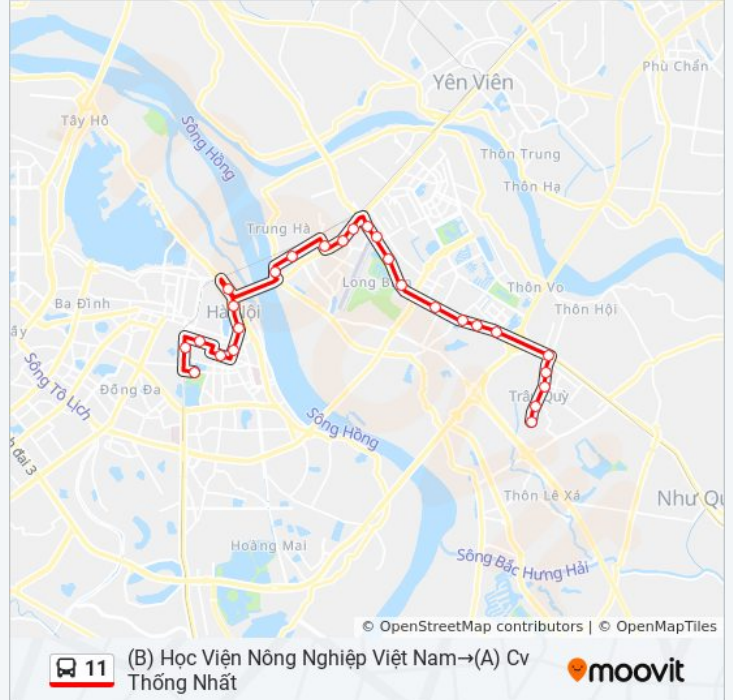 Yên Viên
Phù Chẩn
Tây Hồ
Sông Hồng
Thôn Trung
Thôn Hạ
Trung Hà
Long Biên
Thôn Vo
Thôn Hội
Ba Đình
Hà Nội
Sông Tô Lịch
Đống Đa
Trâu Quỳ
Sông Hồng
h đai 3
Thôn Lê Xá
Như Qu
Hoàng Mai
Sông Bắc Hưng Hải
© OpenStreetMap contributors | © OpenMapTiles
11
(B) Học Viện Nông Nghiệp Việt Nam→(A) Cv
Thống Nhất
moovit